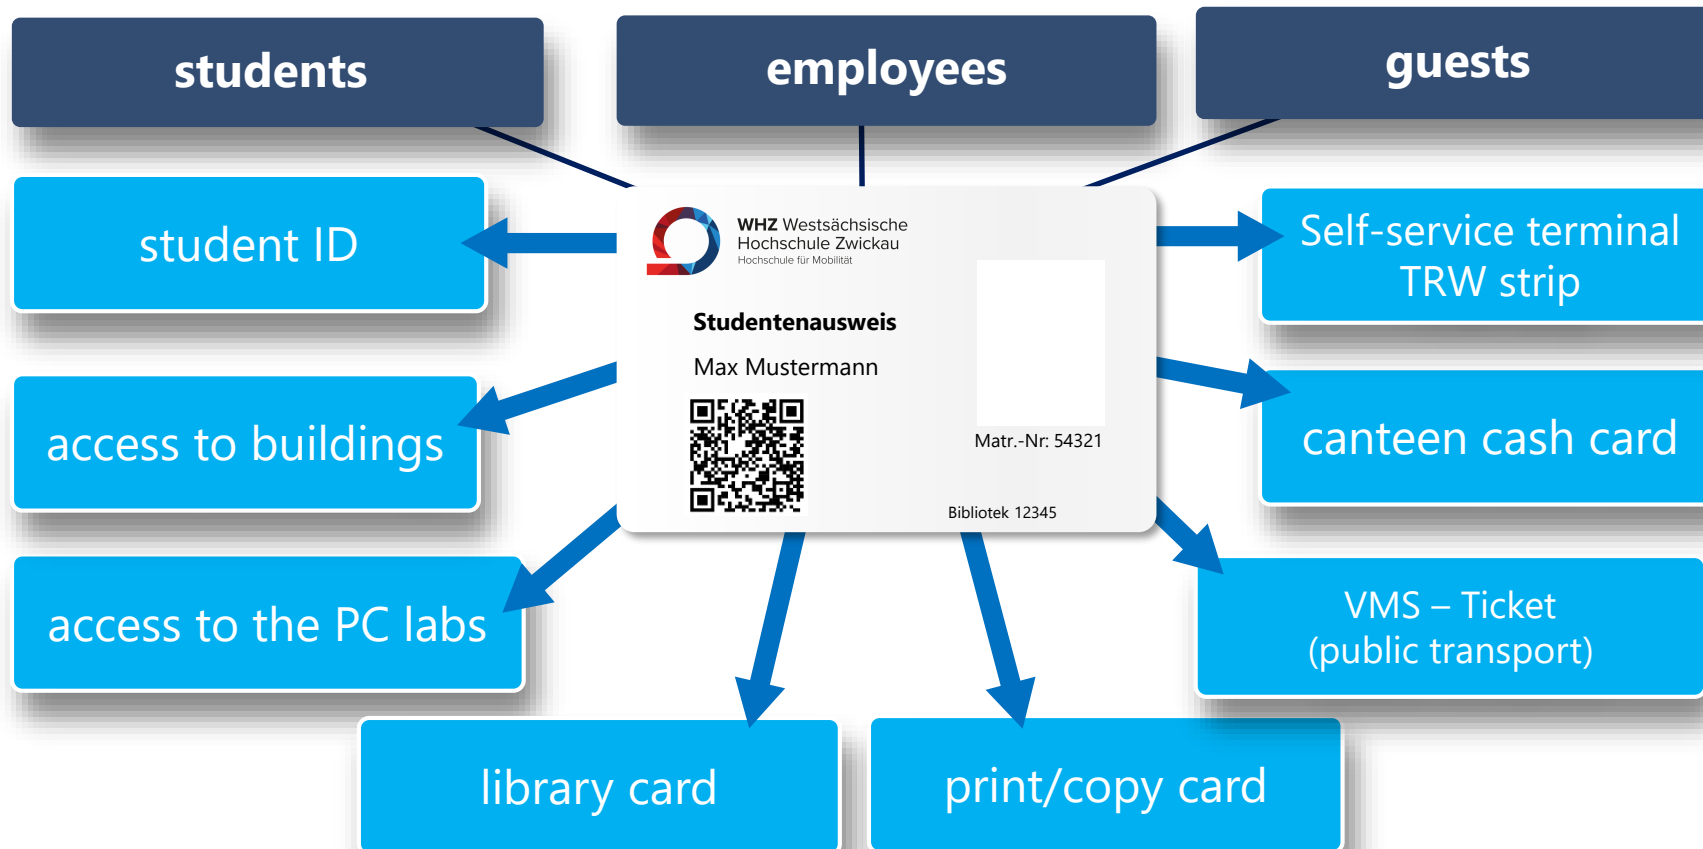 students
employees
guests
student ID
WHZ Westsächsische
Hochschule Zwickau
Hochschule für Mobilität
Self-service terminal
TRW strip
Studentenausweis
Max Mustermann
access to buildings
Matr.-Nr: 54321
canteen cash card
Bibliotek 12345
access to the PC labs
VMS – Ticket
(public transport)
library card
print/copy card